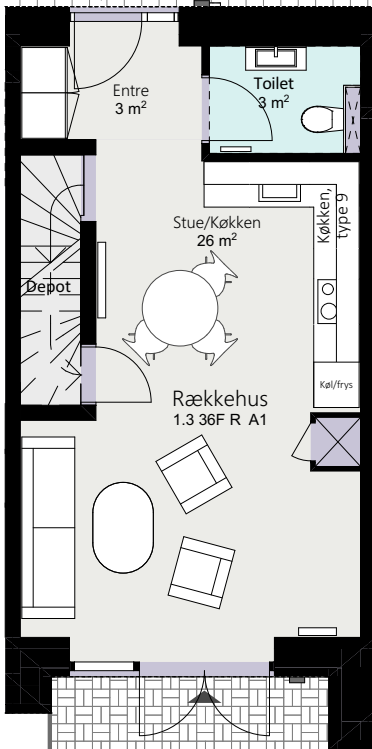 Entre
3 m²
Toilet
3 m²
Stue/Køkken
26 m²
Køkken,
type 9
Depot
Køl/frys
Rækkehus
1.3 36F R A1